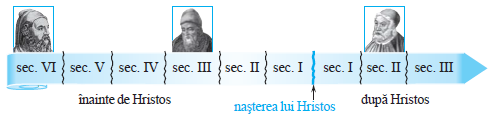 sec. VI sec. V sec. IV sec. III sec. II sec. I sec. I sec. II sec. III
înainte de Hristos nașterea lui Hristos după Hristos